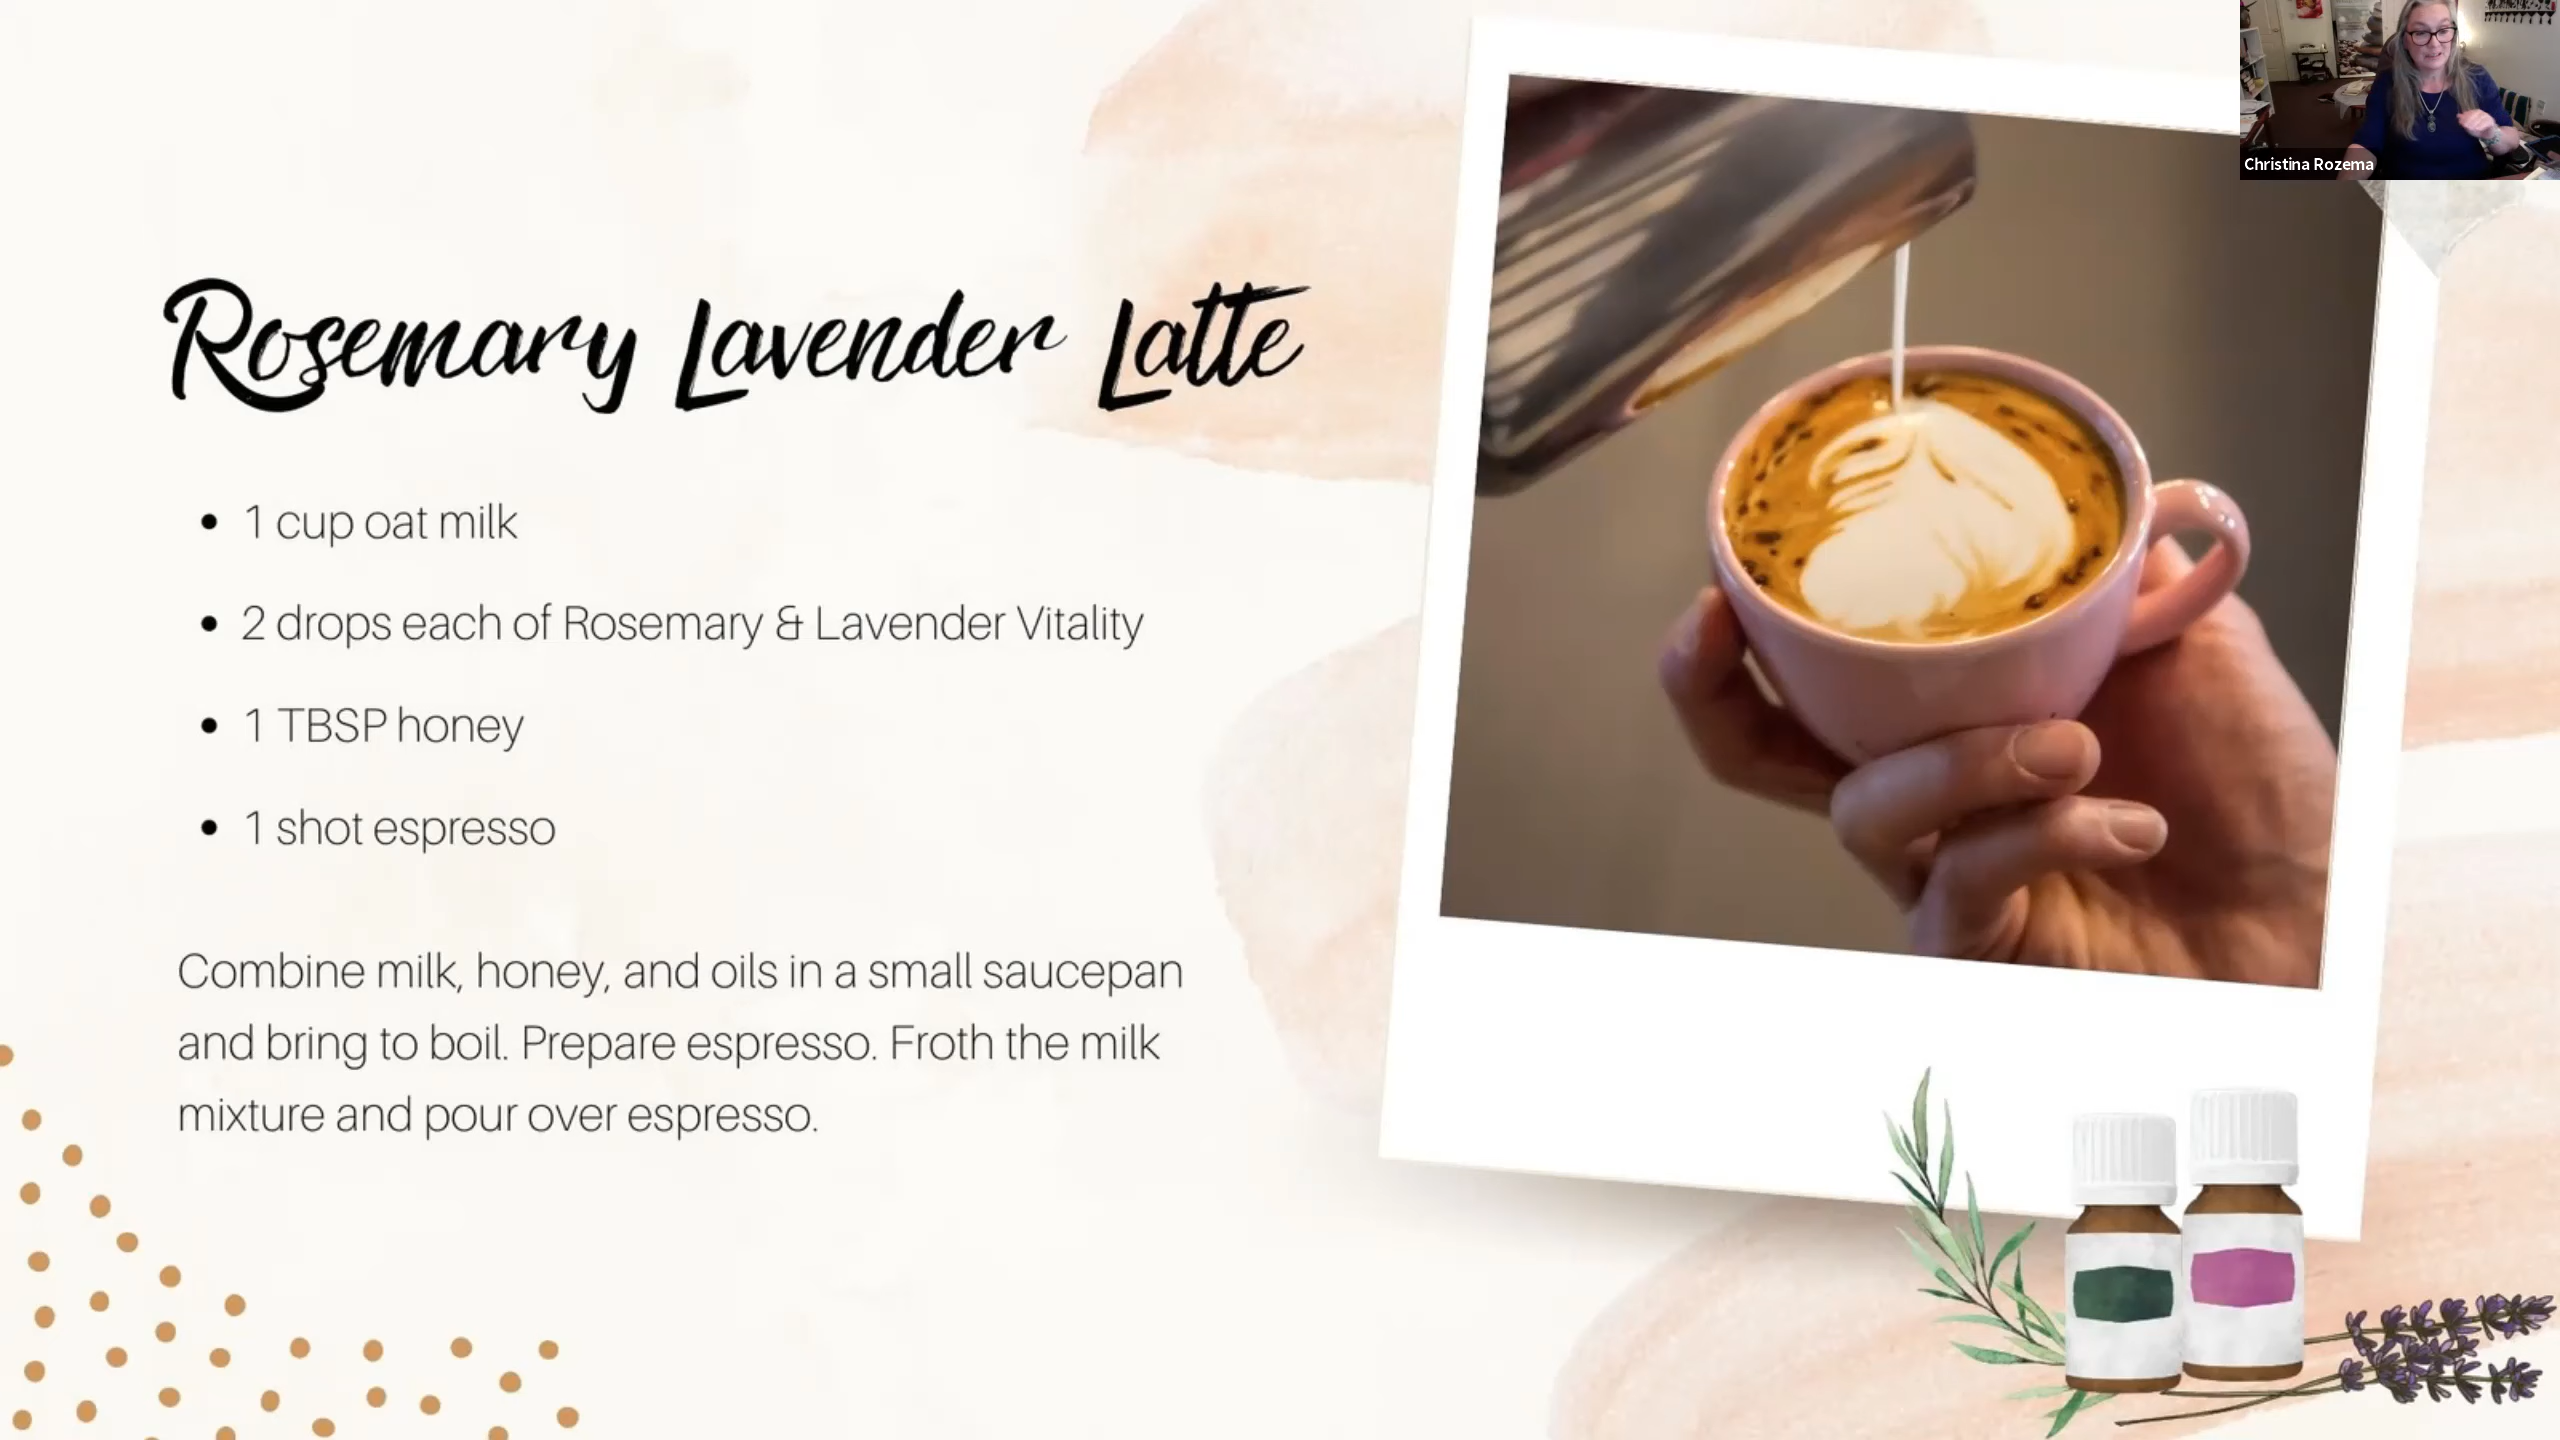 Christina Rozema
Rosemary Lavender Latte
• 1 cup oat milk
• 2 drops each of Rosemary & Lavender Vitality
• 1 TBSP honey
• 1 shot espresso
Combine milk, honey, and oils in a small saucepan
and bring to boil. Prepare espresso. Froth the milk
mixture and pour over espresso.